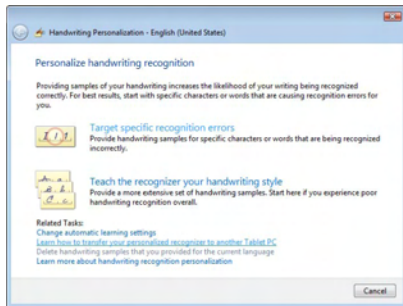 Handwriting Personalization - English (United States)
Personalize handwriting recognition
Providing samples of your handwriting increases the likelihood of your writing being recognized
correctly. For best results, start with specific characters or words that are causing recognition errors for
you.
Target specific recognition errors
Provide handwriting samples for specific characters or words that are being recognized
incorrectly.
Teach the recognizer your handwriting style
Provide a more extensive set of handwriting samples. Start here if you experience poor
handwriting recognition overall.
Related Tasks:
Change automatic learning settings
Learn how to transfer your personalized recognizer to another Tablet PC
Delete handwriting samples that you provided for the current language
Learn more about handwriting recognition personalization
Cancel